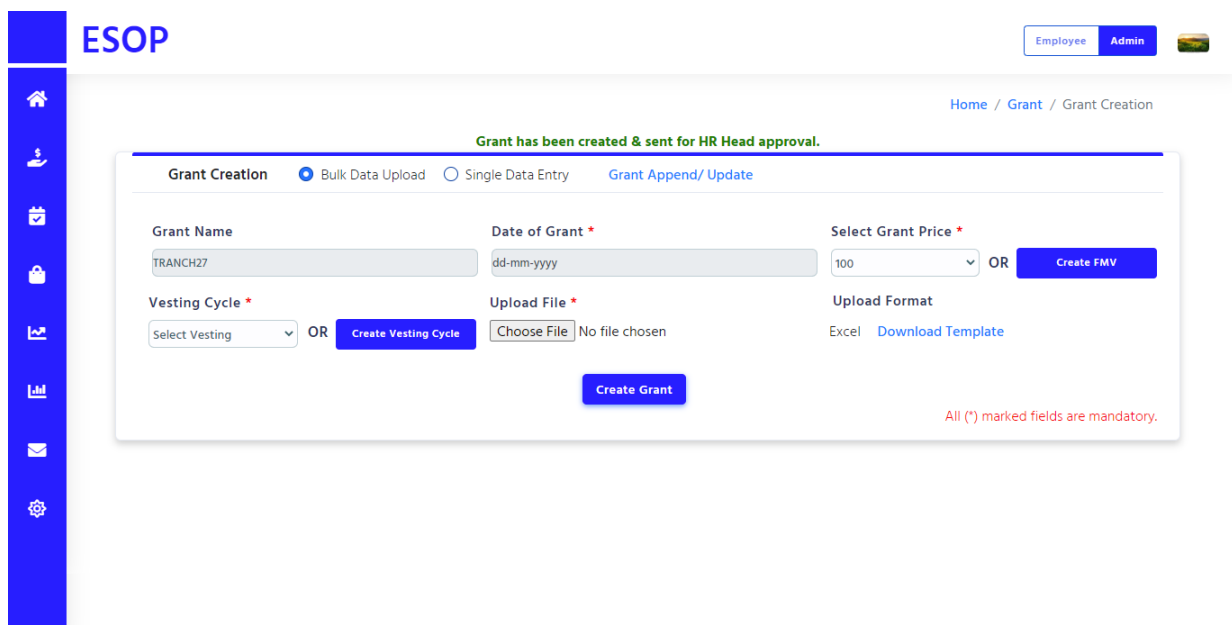 ESOP
Employee Admin
Home / Grant / Grant Creation
Grant has been created & sent for HR Head approval.
Grant Creation Bulk Data Upload Single Data Entry Grant Append/ Update
Grant Name Date of Grant * Select Grant Price *
TRANCH27 dd-mm-yyyy 100 OR Create FMV
Vesting Cycle * Upload File * Upload Format
Select Vesting OR Create Vesting Cycle Choose File No file chosen Excel Download Template
Create Grant
All (*) marked fields are mandatory.